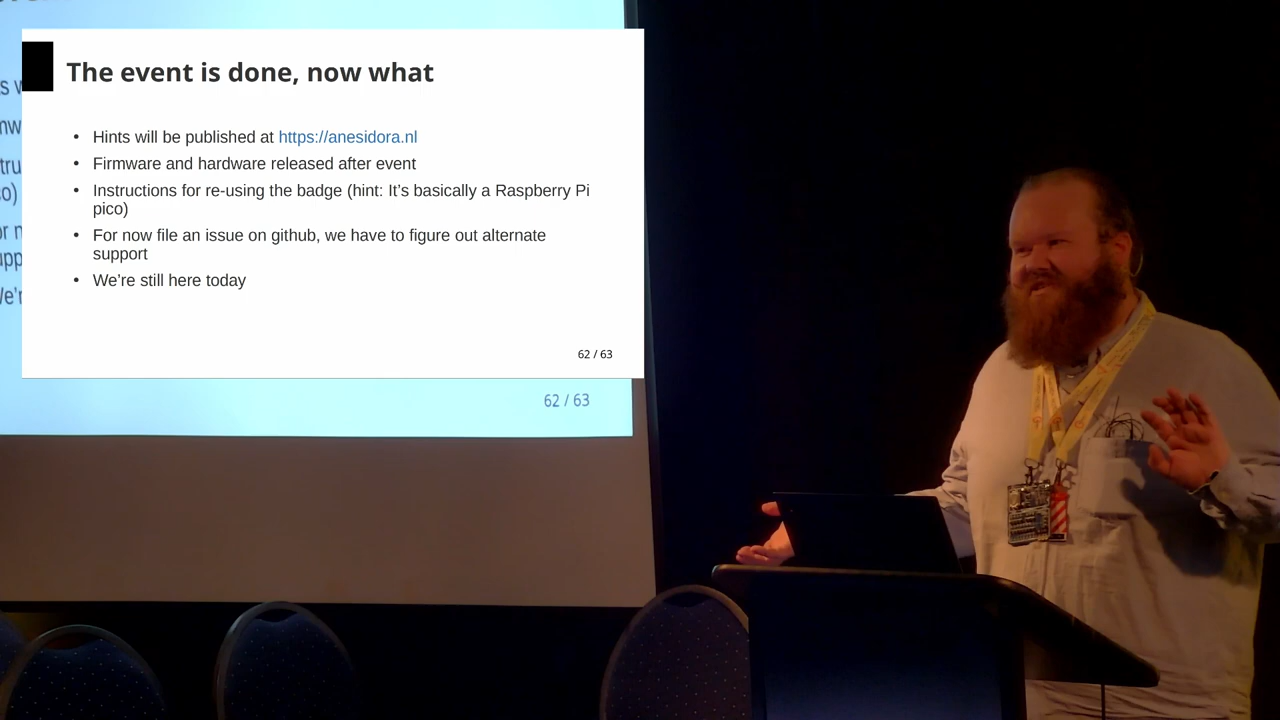 The event is done, now what
• Hints will be published at https://anesidora.nl
• Firmware and hardware released after event
• Instructions for re-using the badge (hint: It’s basically a Raspberry Pi
pico)
• For now file an issue on github, we have to figure out alternate
support
• We’re still here today
62 / 63
62 / 63